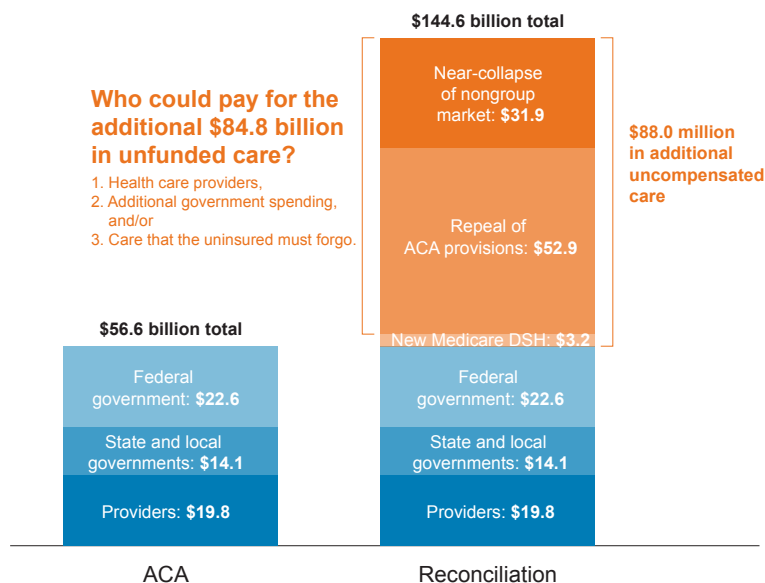 $144.6 billion total
Near-collapse
of nongroup
market: $31.9
Who could pay for the
additional $84.8 billion
in unfunded care?
1. Health care providers,
2. Additional government spending,
and/or
3. Care that the uninsured must forgo.
$88.0 million
in additional
uncompensated
care
Repeal of
ACA provisions: $52.9
$56.6 billion total
New Medicare DSH: $3.2
Federal
government: $22.6
State and local
governments: $14.1
Providers: $19.8
Federal
government: $22.6
State and local
governments: $14.1
Providers: $19.8
ACA
Reconciliation